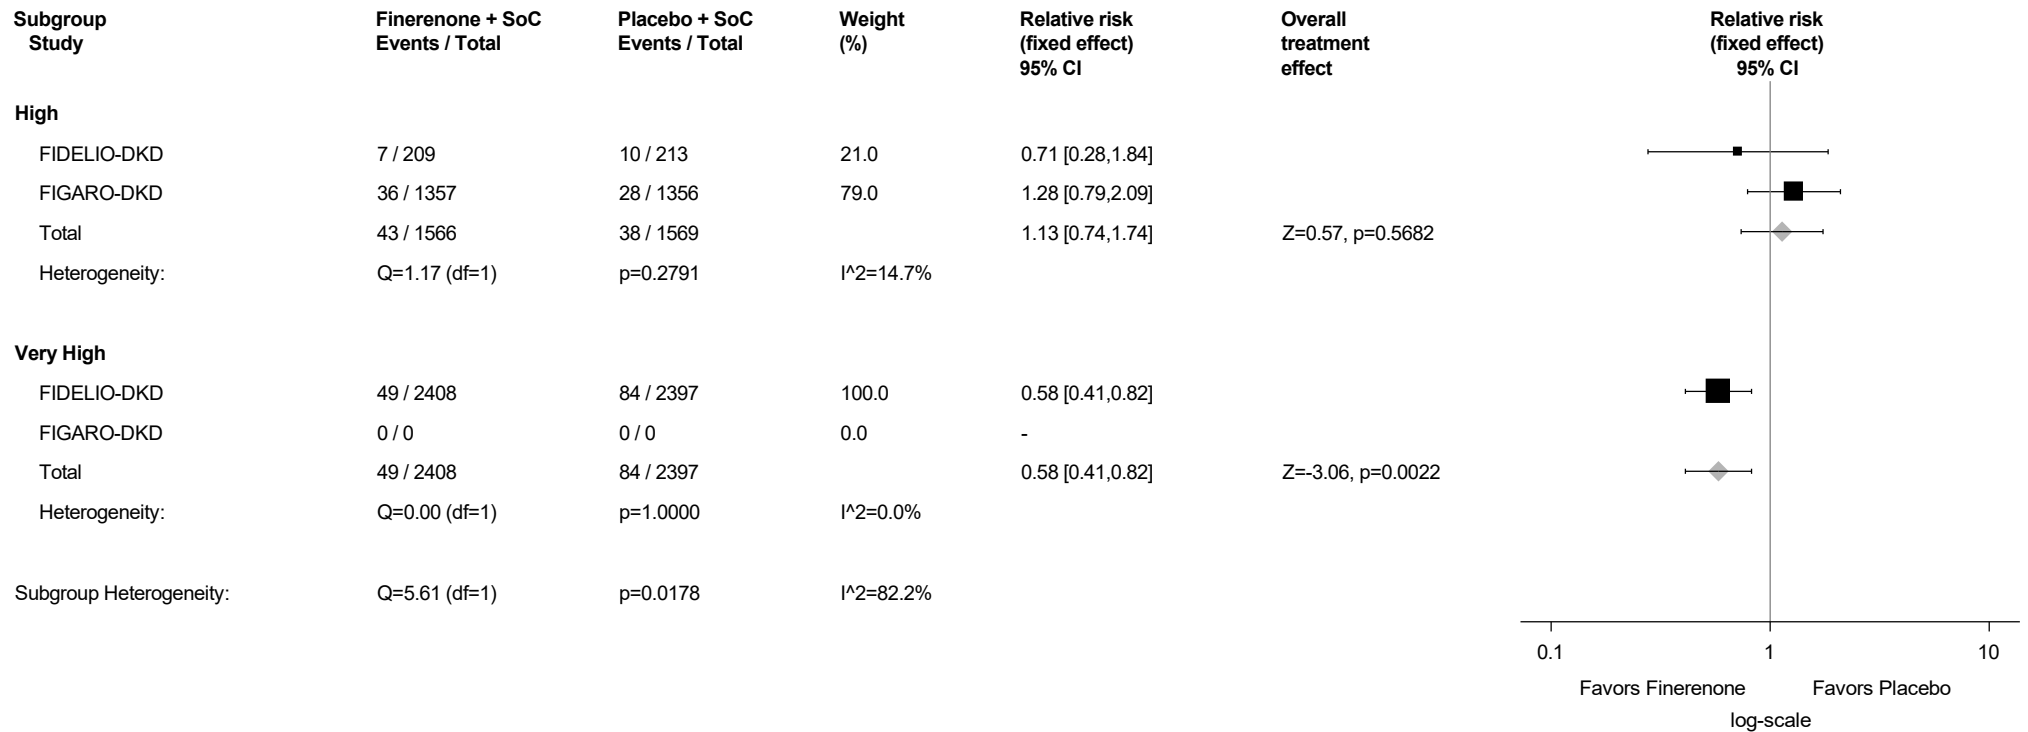 Subgroup Finerenone + SoC Placebo + SoC Weight Relative risk Overall Relative risk
Study Events / Total Events / Total (%) (fixed effect) treatment (fixed effect)
95% CI effect 95% CI
High
FIDELIO-DKD 7 / 209 10 / 213 21.0 0.71 [0.28,1.84]
FIGARO-DKD 36 / 1357 28 / 1356 79.0 1.28 [0.79,2.09]
Total 43 / 1566 38 / 1569 1.13 [0.74,1.74] Z=0.57, p=0.5682
Heterogeneity: Q=1.17 (df=1) p=0.2791 I^2=14.7%
Very High
FIDELIO-DKD 49 / 2408 84 / 2397 100.0 0.58 [0.41,0.82]
FIGARO-DKD 0 / 0 0 / 0 0.0 -
Total 49 / 2408 84 / 2397 0.58 [0.41,0.82] Z=-3.06, p=0.0022
Heterogeneity: Q=0.00 (df=1) p=1.0000 I^2=0.0%
Subgroup Heterogeneity: Q=5.61 (df=1) p=0.0178 I^2=82.2%
0.1 1 10
Favors Finerenone Favors Placebo
log-scale